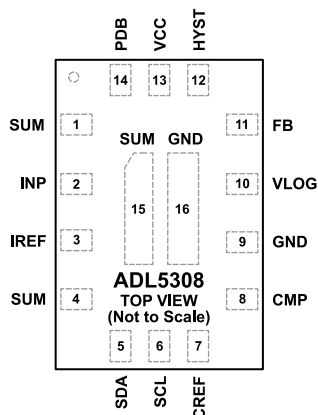 PDB VCC HYST
14 13 12
SUM 1 11 FB
SUM GND
INP 2 10 VLOG
15 16
IREF 3 9 GND
ADL5308
SUM 4 8 CMP
TOP VIEW
(Not to Scale)
5 6 7
SDA SCL CREF